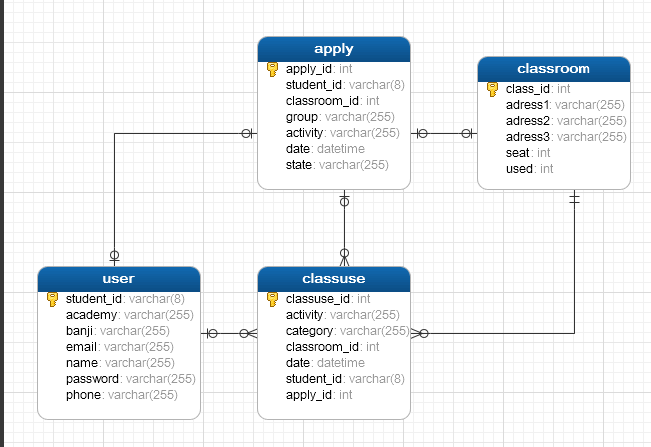 apply
apply_id: int
student_id: varchar(8)
classroom_id: int
group: varchar(255)
activity: varchar(255)
date: datetime
state: varchar(255)
classroom
class_id: int
adress1: varchar(255)
adress2: varchar(255)
adress3: varchar(255)
seat: int
used: int
user
student_id: varchar(8)
academy: varchar(255)
banji: varchar(255)
email: varchar(255)
name: varchar(255)
password: varchar(255)
phone: varchar(255)
classuse
classuse_id: int
activity: varchar(255)
category: varchar(255)
classroom_id: int
date: datetime
student_id: varchar(8)
apply_id: int